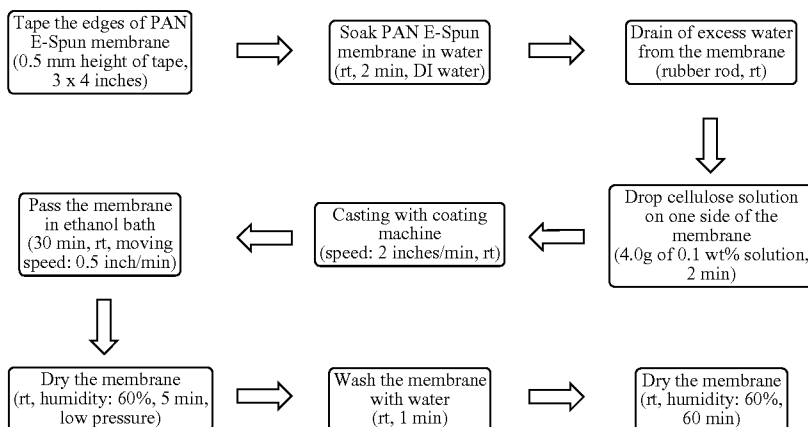 Tape the edges of PAN
E-Spun membrane
(0.5 mm height of tape,
3 x 4 inches)
Soak PAN E-Spun
membrane in water
(rt, 2 min, DI water)
Drain of excess water
from the membrane
(rubber rod, rt)
Drop cellulose solution
on one side of the
membrane
(4.0g of 0.1 wt% solution,
2 min)
Casting with coating
machine
(speed: 2 inches/min, rt)
Pass the membrane
in ethanol bath
(30 min, rt, moving
speed: 0.5 inch/min)
Dry the membrane
(rt, humidity: 60%, 5 min,
low pressure)
Wash the membrane
with water
(rt, 1 min)
Dry the membrane
(rt, humidity: 60%,
60 min)